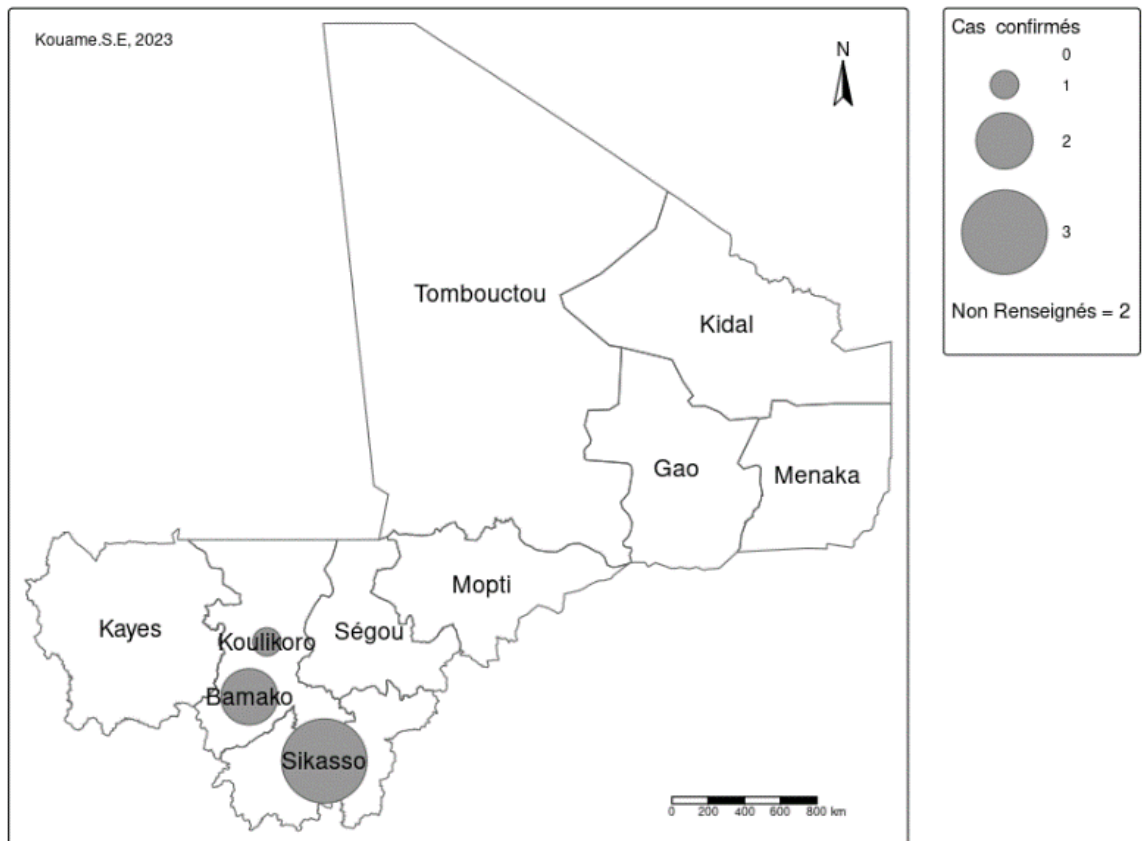 Kouame.S.E, 2023
N
Tombouctou
Kidal
Gao
Menaka
Mopti
Kayes
Koulikoro
Ségou
Bamako
Sikasso
0 200 400 600 800 km
Cas confirmés
0
1
2
3
Non Renseignés = 2